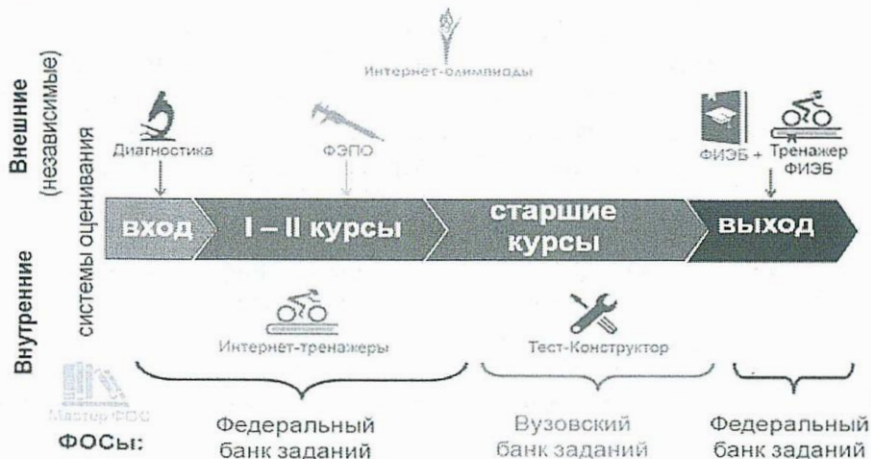 Внешние
(независимые)
системы оценивания
Внутренние
Интернет-олимпиады
Диагностика
ФЭПО
ФИЭБ +
Тренажер
ФИЭБ
вход
I – II курсы
старшие
курсы
выход
Интернет-тренажеры
Тест-Конструктор
Мастер ФОС
ФОСы:
Федеральный
банк заданий
Вузовский
банк заданий
Федеральный
банк заданий